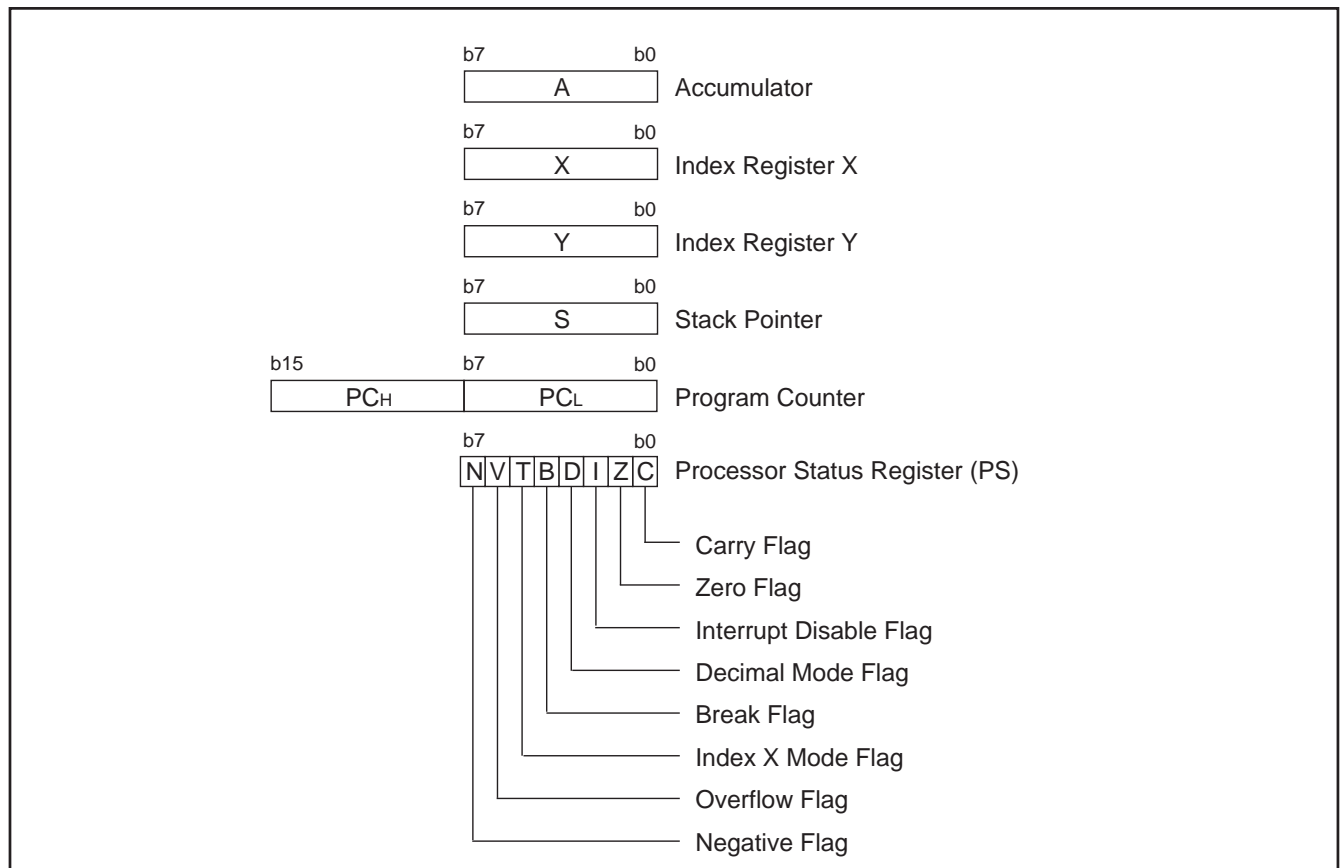 b7 b0
A Accumulator
b7 b0
X Index Register X
b7 b0
Y Index Register Y
b7 b0
S Stack Pointer
b15 b7 b0
PCH PCL Program Counter
b7 b0
N V T B D I Z C Processor Status Register (PS)
Carry Flag
Zero Flag
Interrupt Disable Flag
Decimal Mode Flag
Break Flag
Index X Mode Flag
Overflow Flag
Negative Flag